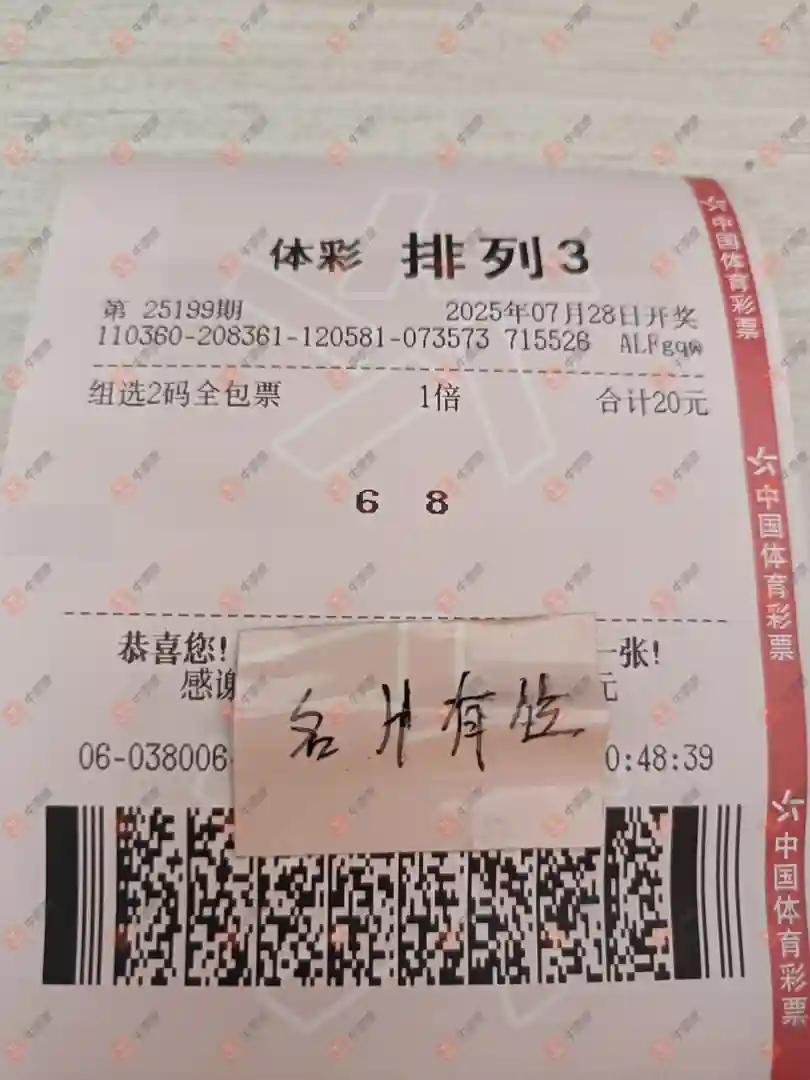 体彩 排列3
第 25199期 2025年07月28日开奖
110360-208361-120581-073573 715526 ALFgqw
组选2码全包票 1倍 合计20元
6 8
恭喜您! 一张!
感谢 元
名片有
06-038006 0:48:39
中国体育彩票
中国体育彩票
中国体育彩票